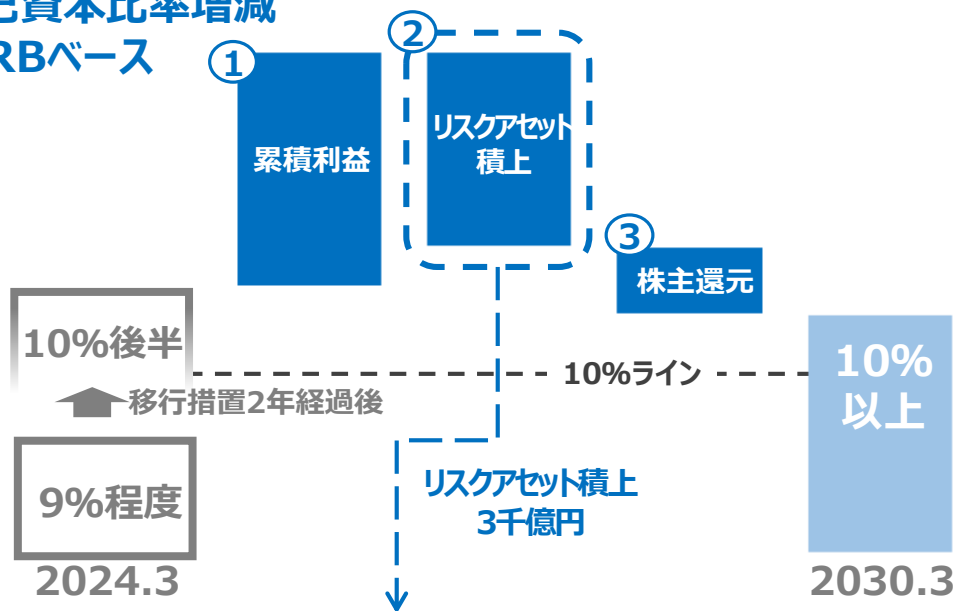 資本比率増減
RBベース
①
累積利益
②
リスクアセット
積上
③
株主還元
10%後半
移行措置2年経過後
9%程度
2024.3
10%ライン
リスクアセット積上
3千億円
10%
以上
2030.3